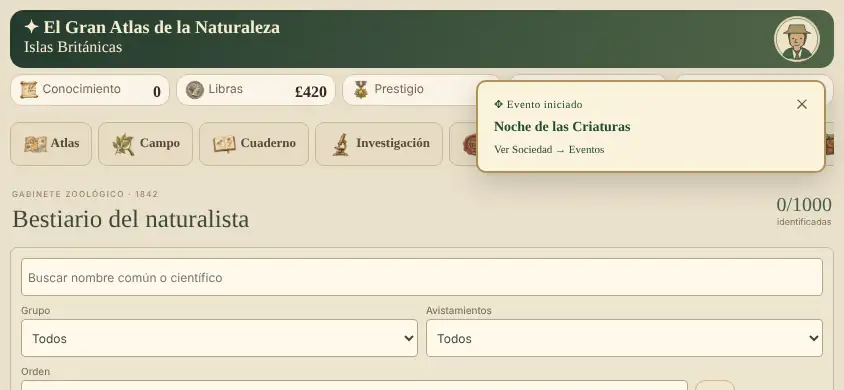 ✦ El Gran Atlas de la Naturaleza
Islas Británicas
Conocimiento 0
Libras £420
Prestigio
✥ Evento iniciado
Noche de las Criaturas
Ver Sociedad → Eventos
Atlas
Campo
Cuaderno
Investigación
GABINETE ZOOLÓGICO · 1842
Bestiario del naturalista
0/1000
identificadas
Buscar nombre común o científico
Grupo
Avistamientos
Todos
Todos
Orden